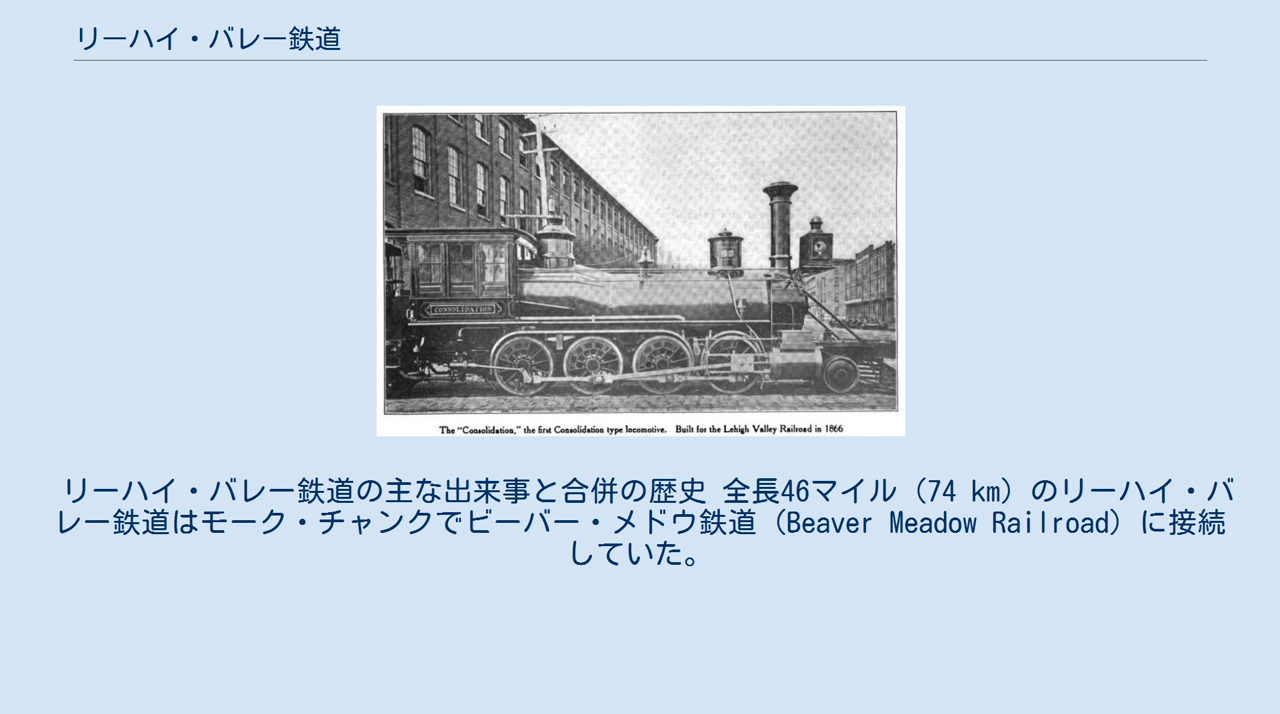 リーハイ・バレー鉄道
CONSOLIDATION
The "Consolidation," the first Consolidation type locomotive. Built for the Lehigh Valley Railroad in 1866
リーハイ・バレー鉄道の主な出来事と合併の歴史 全長46マイル（74 km）のリーハイ・バ
レー鉄道はモーク・チャンクでビーバー・メドウ鉄道（Beaver Meadow Railroad）に接続
していた。